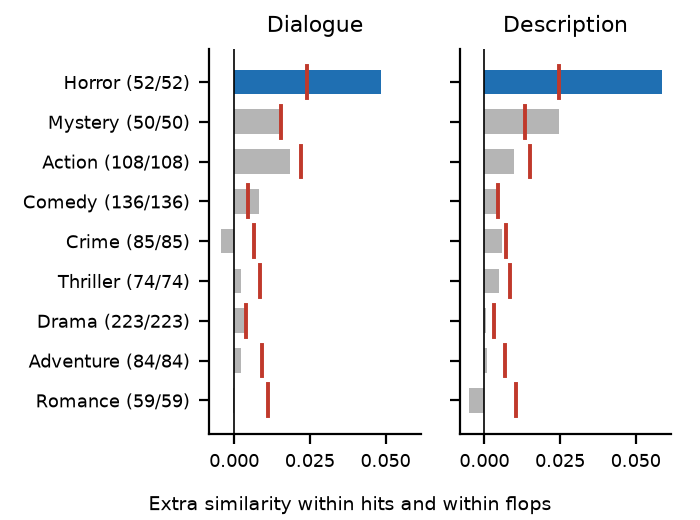 Dialogue
Description
Horror (52/52)
Mystery (50/50)
Action (108/108)
Comedy (136/136)
Crime (85/85)
Thriller (74/74)
Drama (223/223)
Adventure (84/84)
Romance (59/59)
0.000 0.025 0.050
0.000 0.025 0.050
Extra similarity within hits and within flops